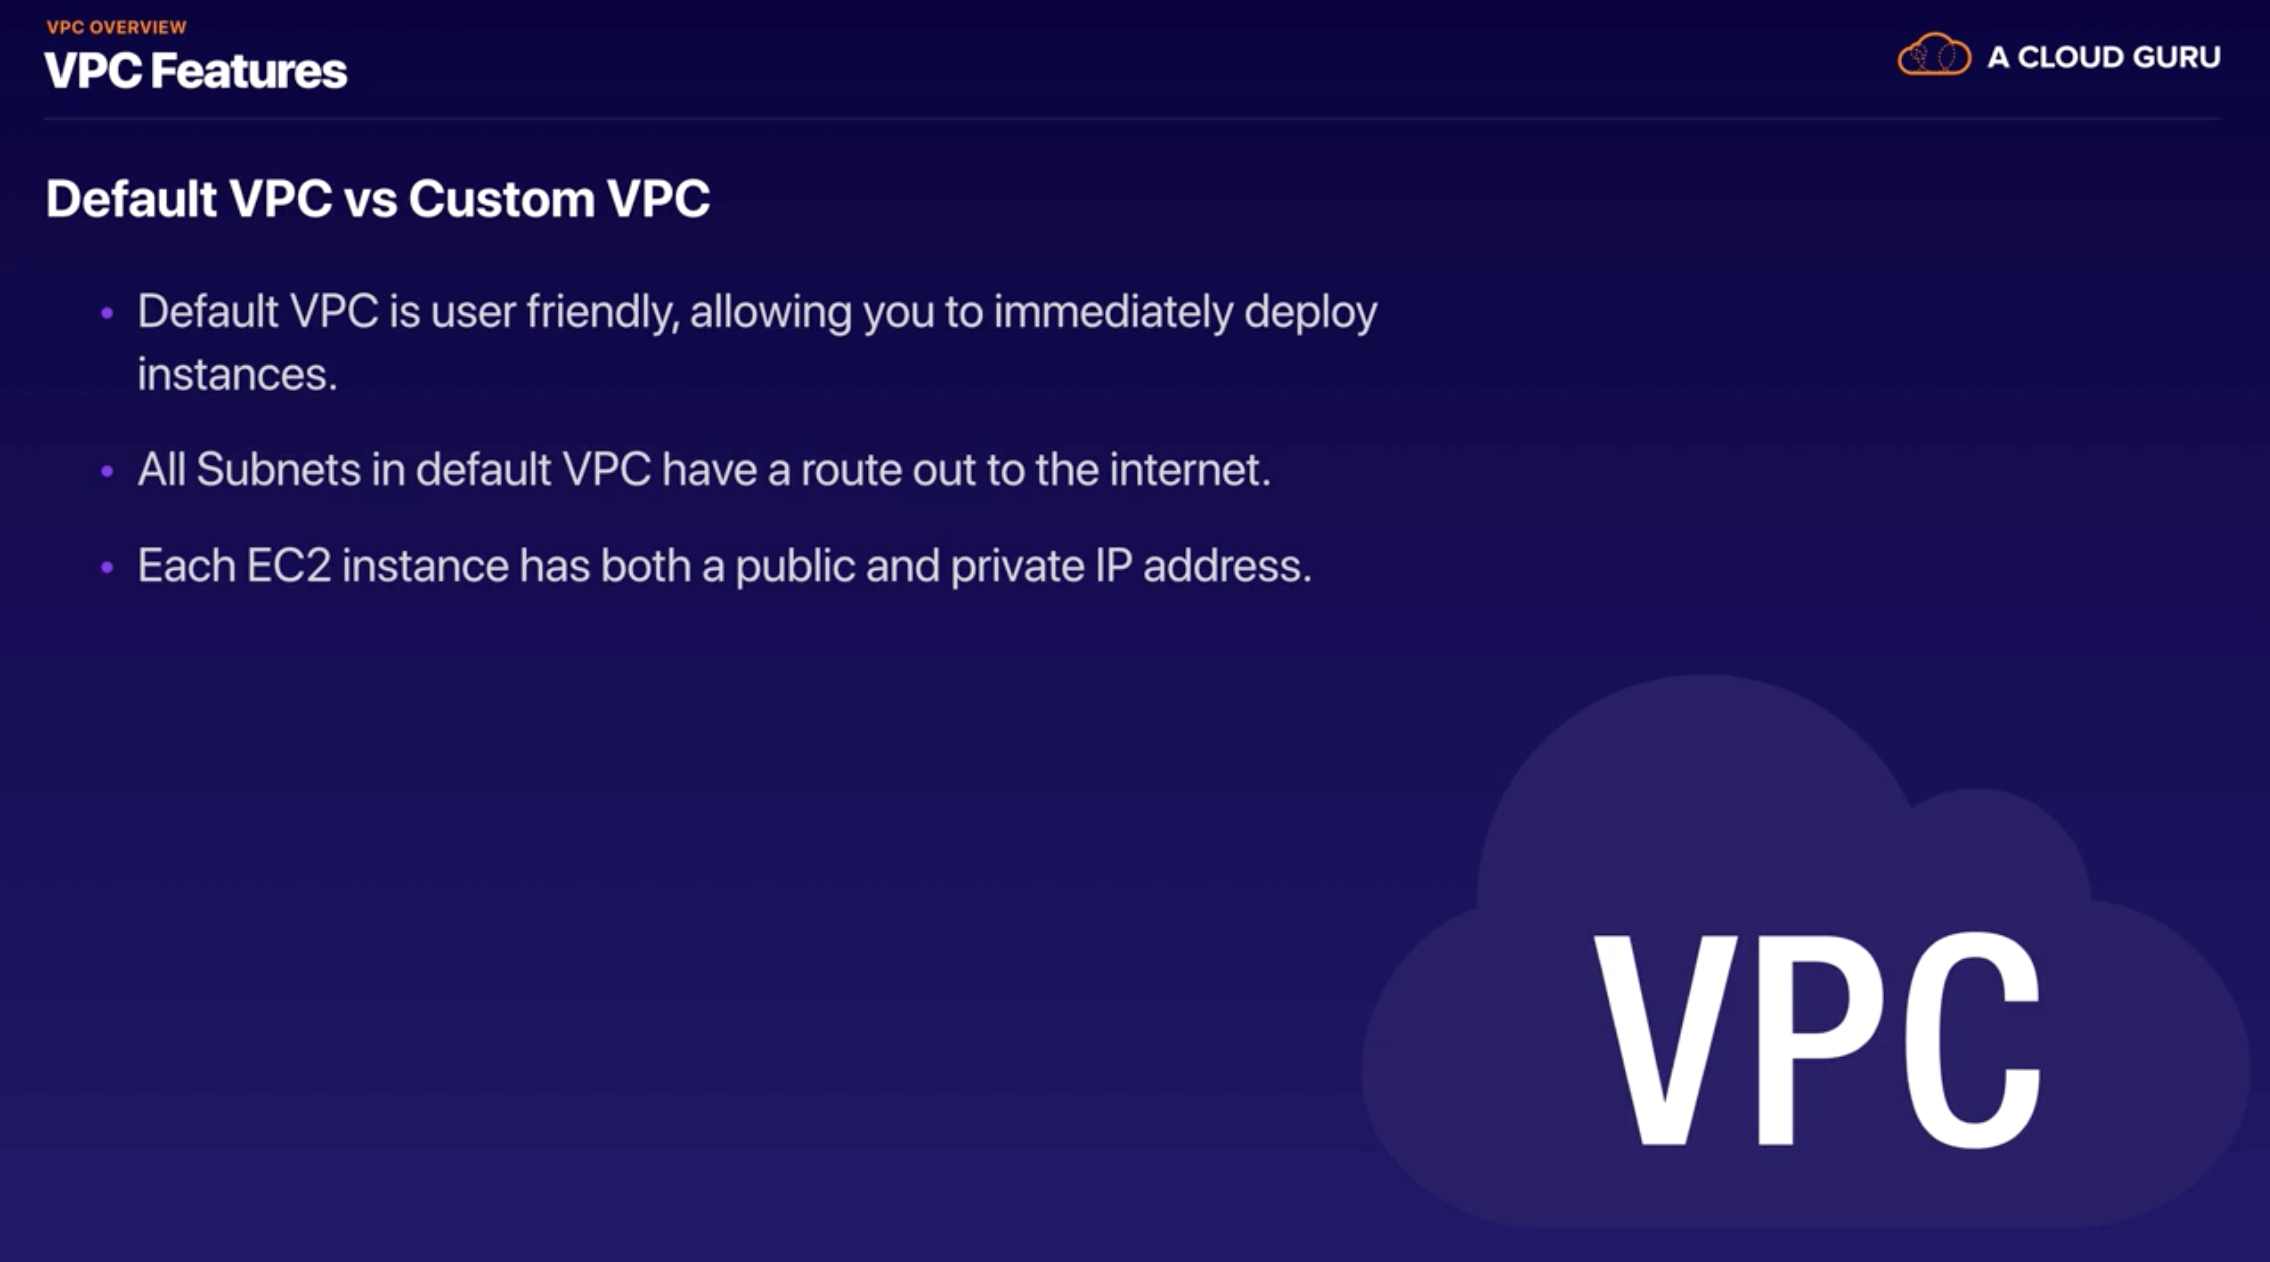 VPC OVERVIEW
VPC Features
A CLOUD GURU
Default VPC vs Custom VPC
• Default VPC is user friendly, allowing you to immediately deploy
instances.
• All Subnets in default VPC have a route out to the internet.
• Each EC2 instance has both a public and private IP address.
VPC